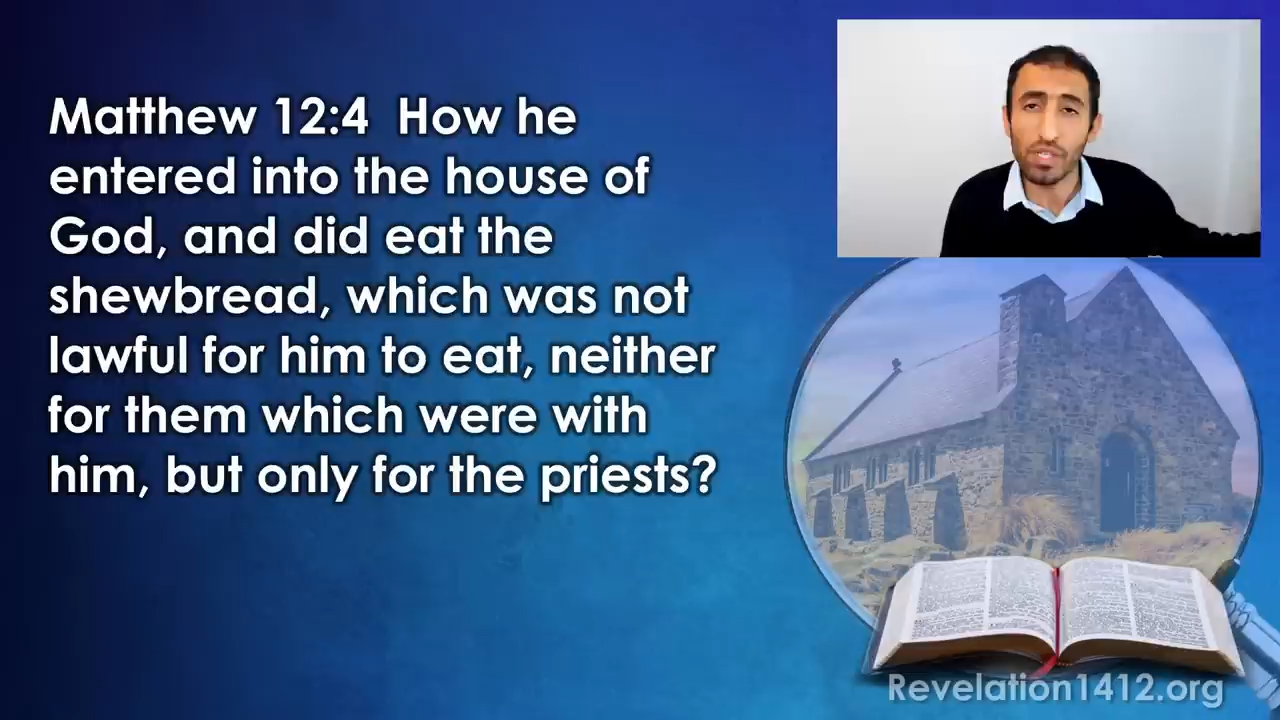 Matthew 12:4  How he
entered into the house of
God, and did eat the
shewbread, which was not
lawful for him to eat, neither
for them which were with
him, but only for the priests?
Revelation1412.org